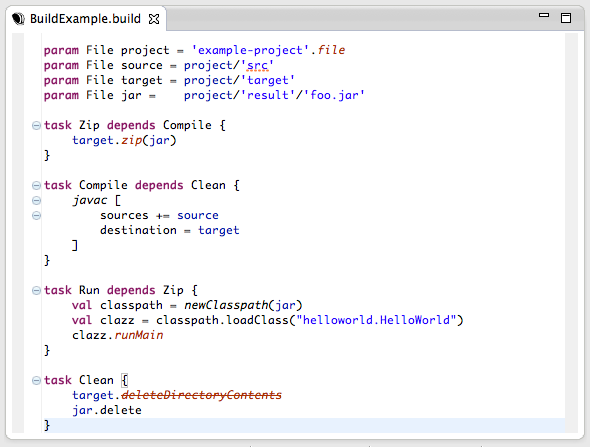 BuildExample.build
param File project = 'example-project'.file
param File source = project/'src'
param File target = project/'target'
param File jar =    project/'result'/'foo.jar'
task Zip depends Compile {
    target.zip(jar)
}
task Compile depends Clean {
    javac [
        sources += source
        destination = target
    ]
}
task Run depends Zip {
    val classpath = newClasspath(jar)
    val clazz = classpath.loadClass("helloworld.HelloWorld")
    clazz.runMain
}
task Clean {
    target.deleteDirectoryContents
    jar.delete
}